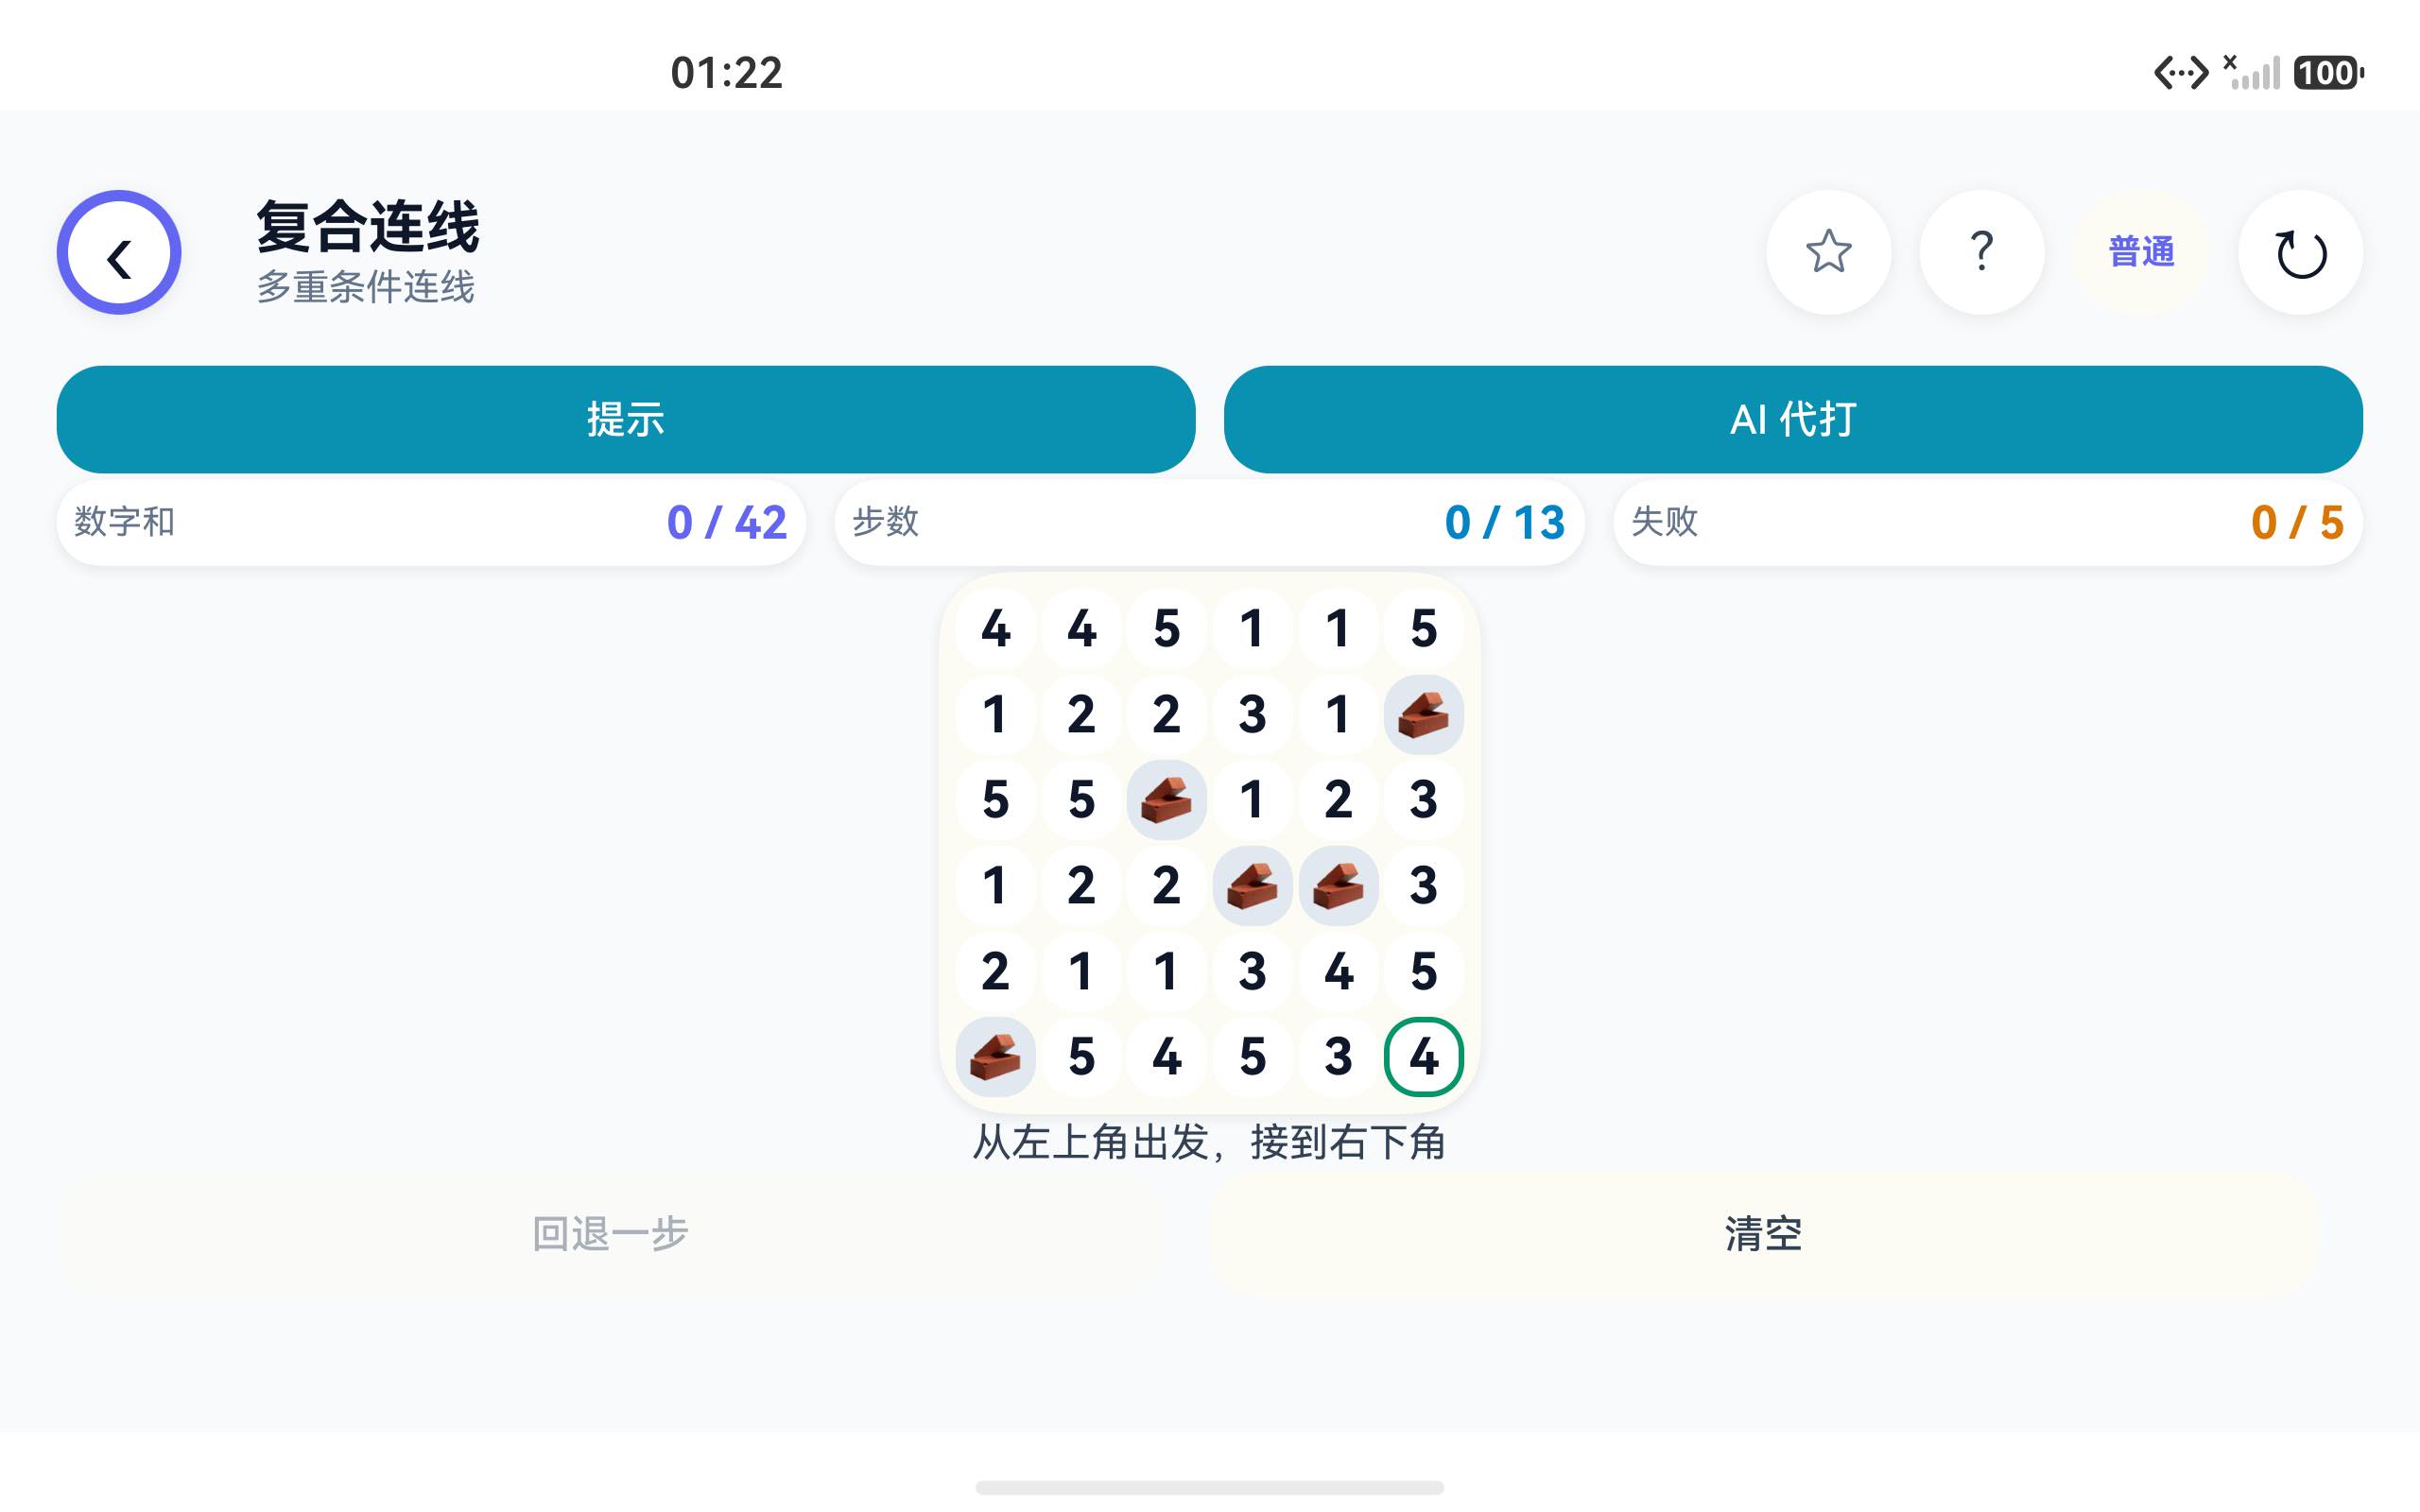 01:22
100
复合连线
多重条件连线
?
普通
提示
AI 代打
数字和 0 / 42
步数 0 / 13
失败 0 / 5
4 4 5 1 1 5
1 2 2 3 1
5 5 1 2 3
1 2 2 3
2 1 1 3 4 5
5 4 5 3 4
从左上角出发，接到右下角
回退一步
清空